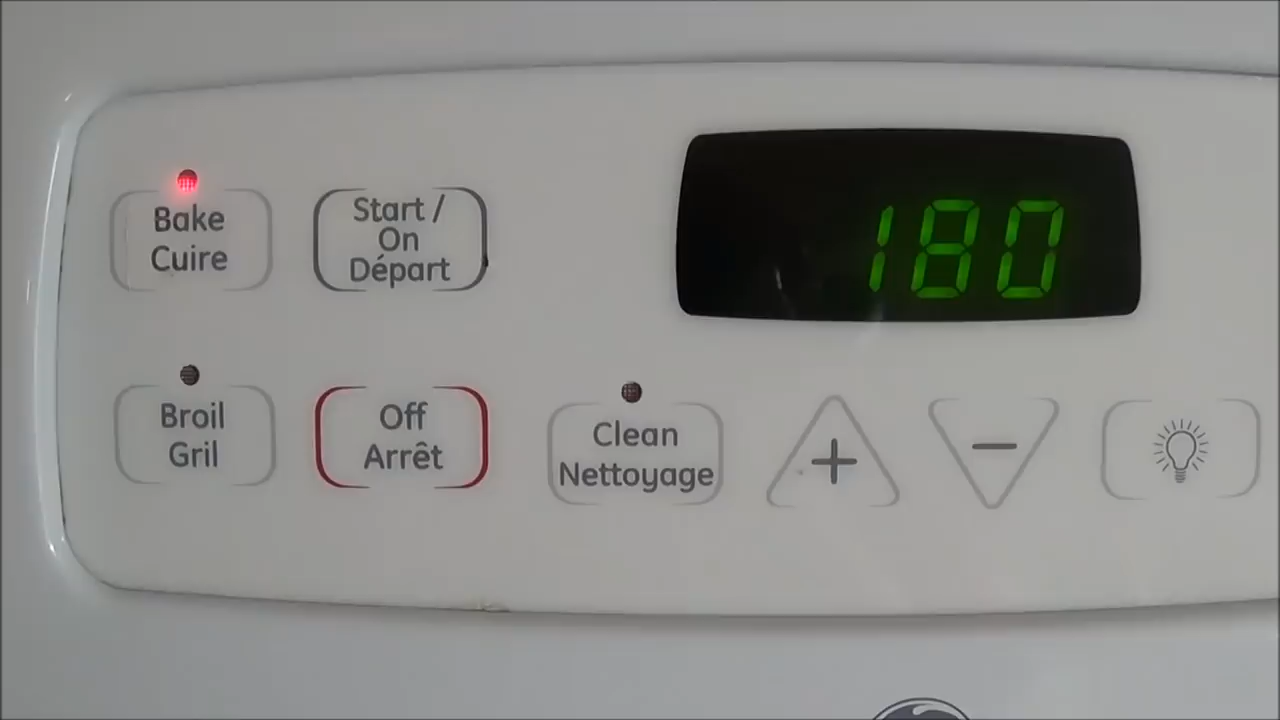 Bake
Cuire
Start /
On
Départ
180
Broil
Gril
Off
Arrêt
Clean
Nettoyage
+
−